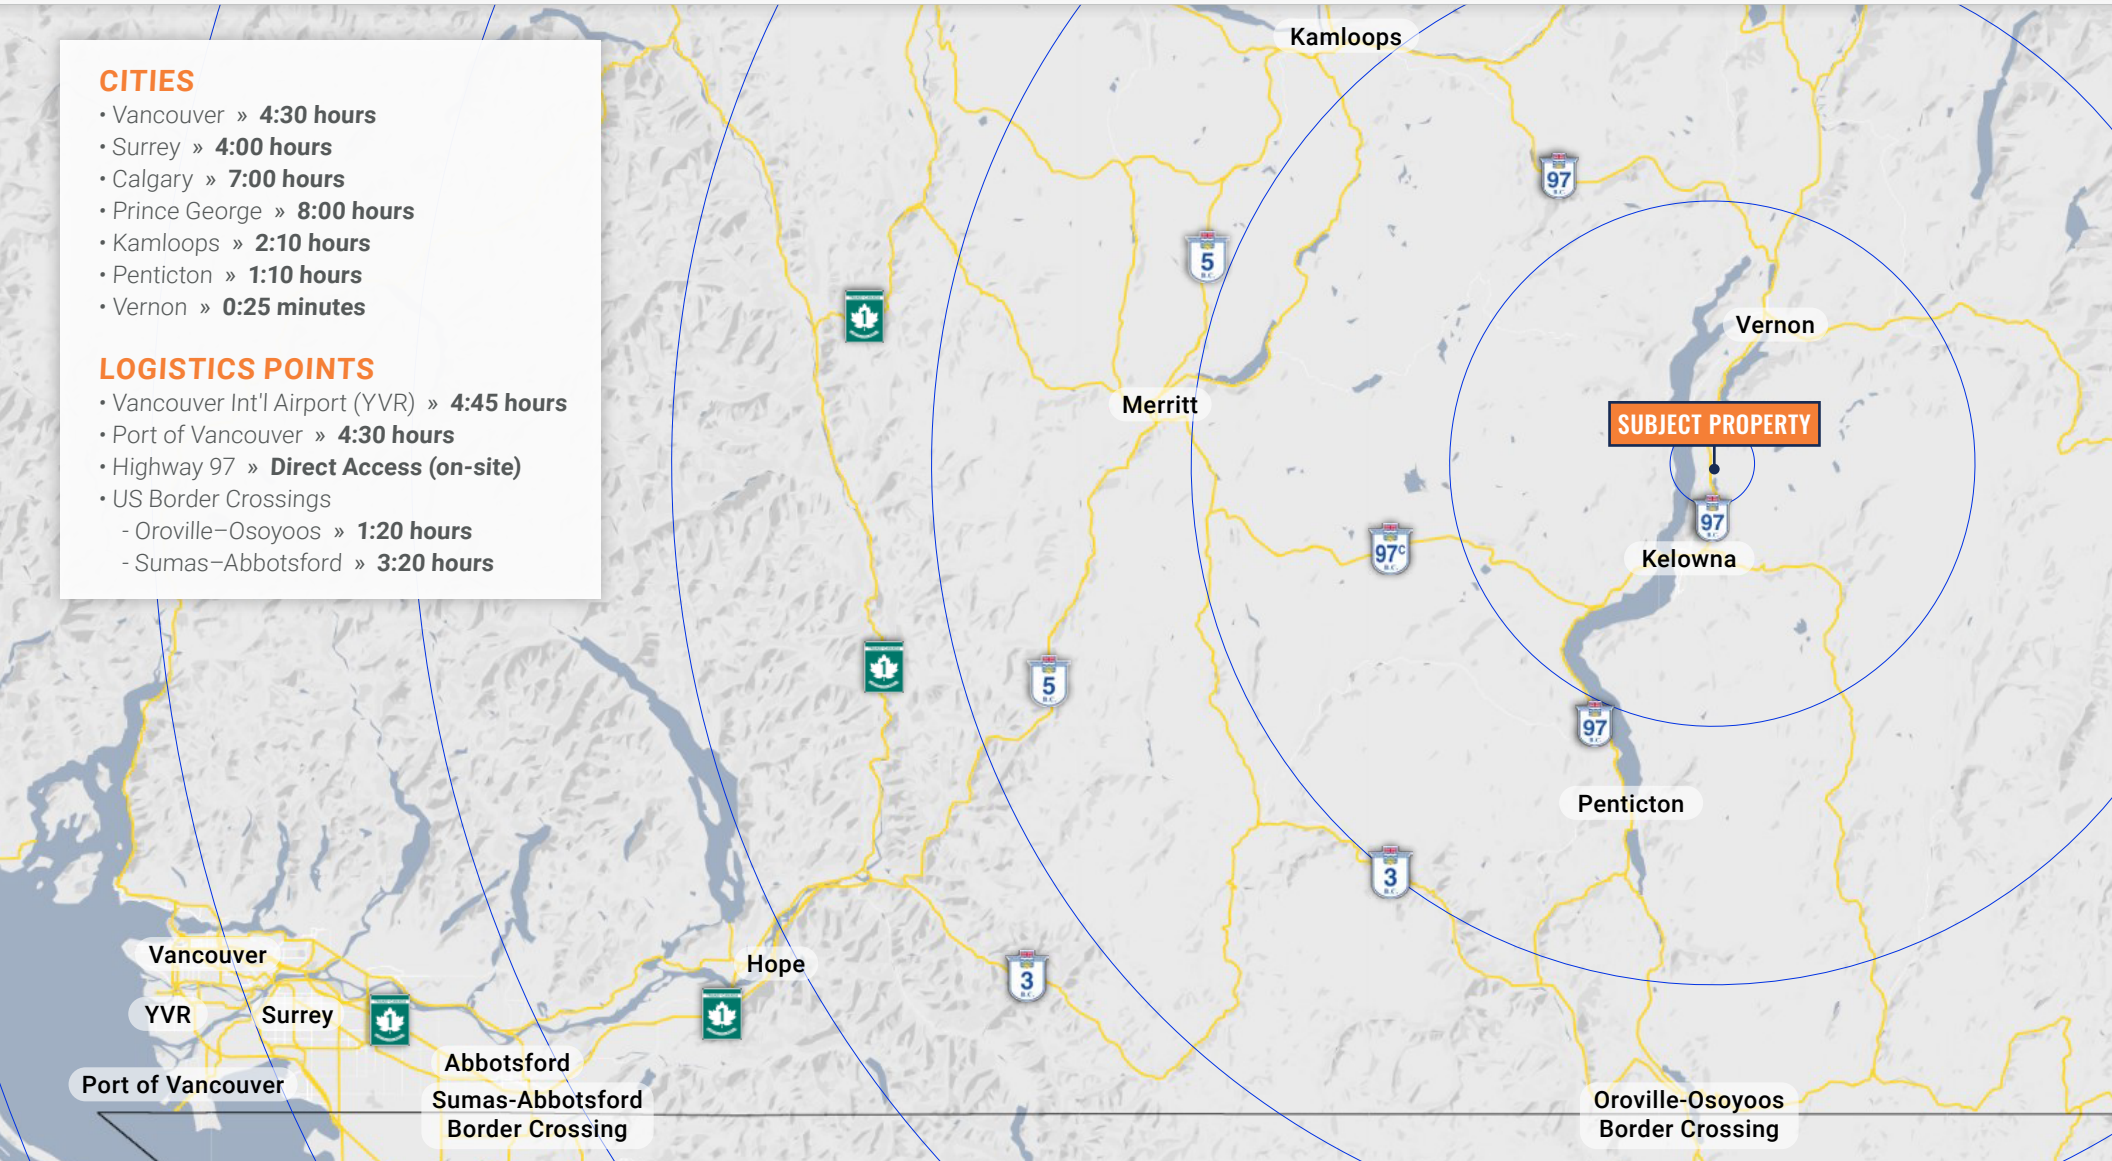 CITIES
• Vancouver » 4:30 hours
• Surrey » 4:00 hours
• Calgary » 7:00 hours
• Prince George » 8:00 hours
• Kamloops » 2:10 hours
• Penticton » 1:10 hours
• Vernon » 0:25 minutes
LOGISTICS POINTS
• Vancouver Int'l Airport (YVR) » 4:45 hours
• Port of Vancouver » 4:30 hours
• Highway 97 » Direct Access (on-site)
• US Border Crossings
- Oroville–Osoyoos » 1:20 hours
- Sumas–Abbotsford » 3:20 hours
Kamloops
97
B.C.
5
B.C.
1
Vernon
Merritt
SUBJECT PROPERTY
97
B.C.
97C
B.C.
Kelowna
1
5
B.C.
97
B.C.
Penticton
3
B.C.
Vancouver
Hope
3
B.C.
YVR
Surrey
1
1
Abbotsford
Port of Vancouver
Sumas-Abbotsford
Border Crossing
Oroville-Osoyoos
Border Crossing